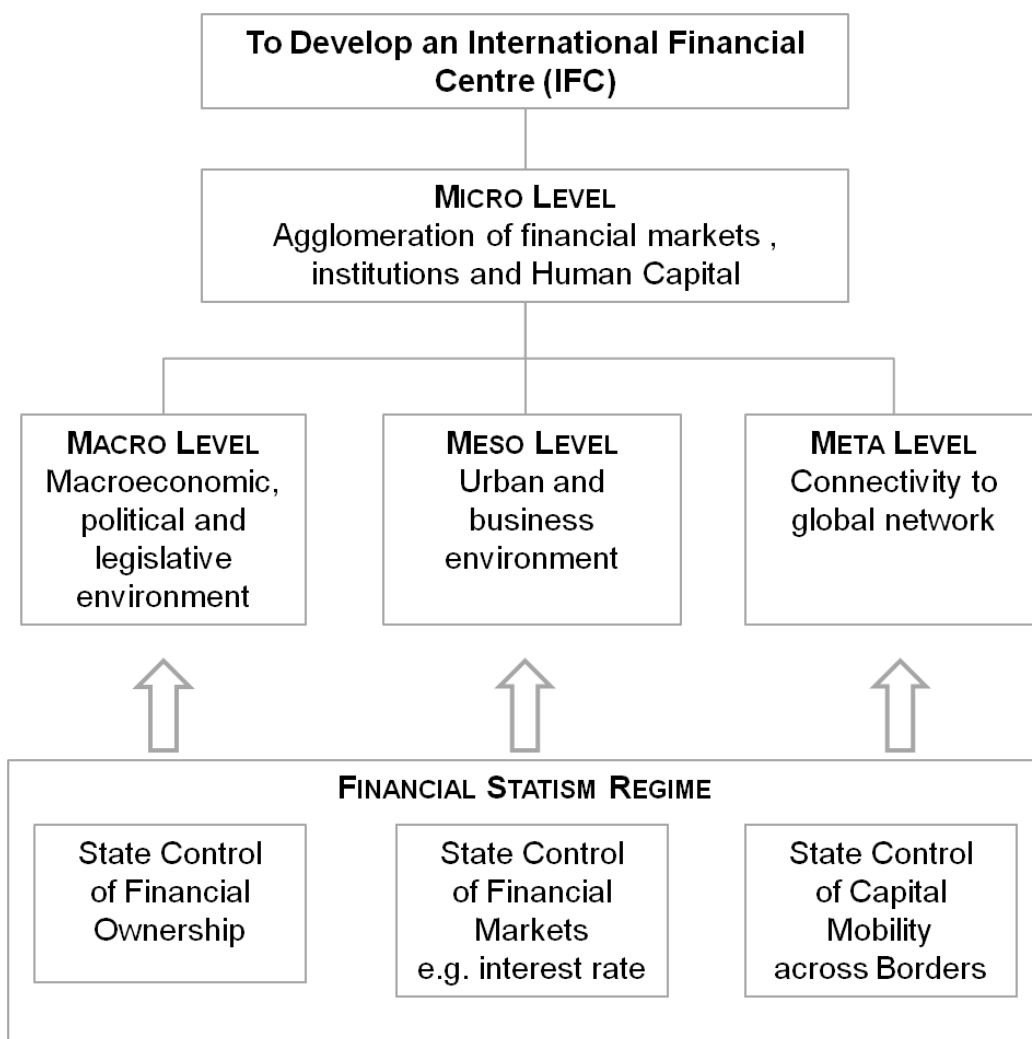 To Develop an International Financial
Centre (IFC)
MICRO LEVEL
Agglomeration of financial markets ,
institutions and Human Capital
MACRO LEVEL
Macroeconomic,
political and
legislative
environment
MESO LEVEL
Urban and
business
environment
META LEVEL
Connectivity to
global network
FINANCIAL STATISM REGIME
State Control
of Financial
Ownership
State Control
of Financial
Markets
e.g. interest rate
State Control
of Capital
Mobility
across Borders